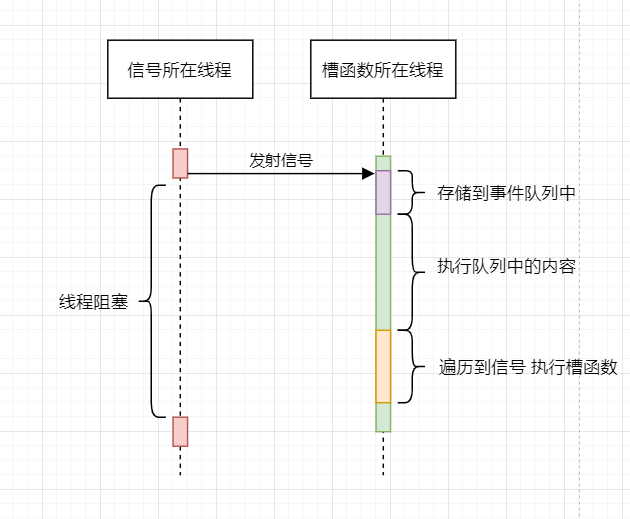 信号所在线程
槽函数所在线程
发射信号
存储到事件队列中
执行队列中的内容
线程阻塞
遍历到信号 执行槽函数